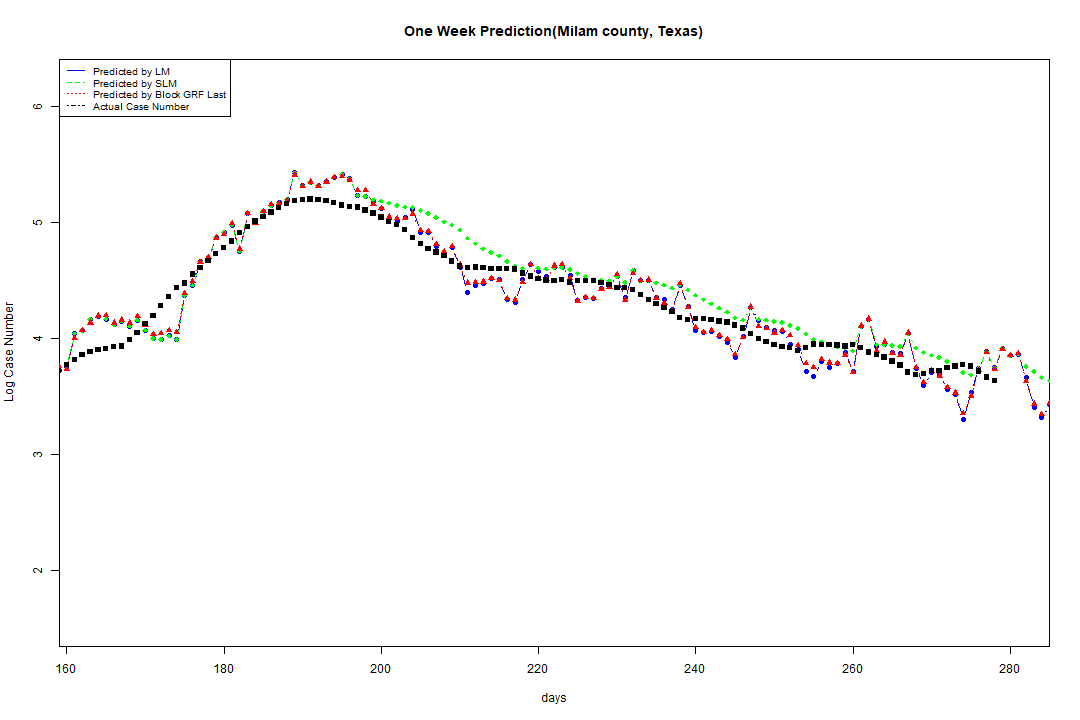 One Week Prediction(Milam county, Texas)
Predicted by LM
Predicted by SLM
Predicted by Block GRF Last
Actual Case Number
6
5
4
3
2
Log Case Number
160 180 200 220 240 260 280
days